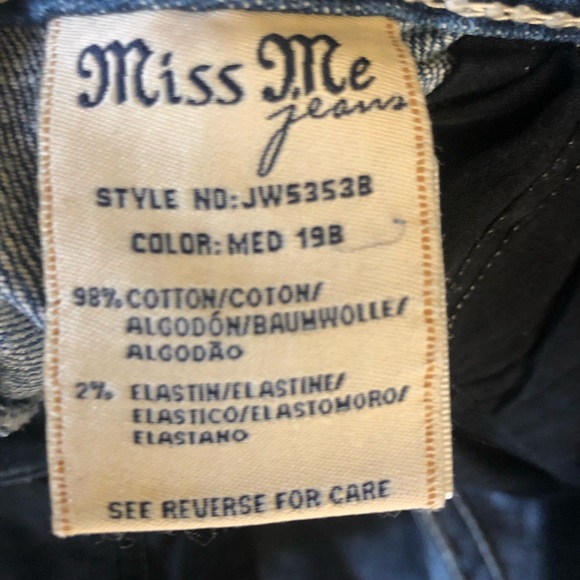 Miss Me
jeans
STYLE NO:JW5353B
COLOR: MED 19B
98% COTTON/COTON/
ALGODÓN/BAUMWOLLE/
ALGODÃO
2% ELASTIN/ELASTINE/
ELASTICO/ELASTOMORO/
ELASTANO
SEE REVERSE FOR CARE